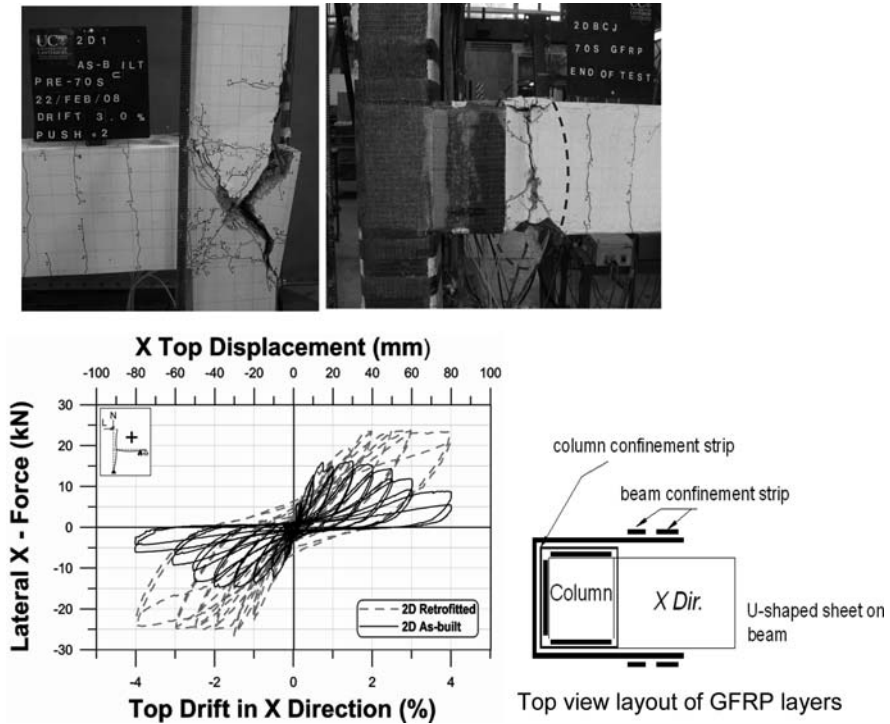 UC
2D1
AS-BUILT
PRE-70S
22/FEB/08
DRIFT 3.0%
PUSH 2
2DBCJ
70S GFRP
END OF TEST
X Top Displacement (mm)
-100 -80 -60 -40 -20 0 20 40 60 80 100
Lateral X - Force (kN)
30
20
10
0
-10
-20
-30
N
L
2D Retrofitted
2D As-built
-4 -2 0 2 4
Top Drift in X Direction (%)
column confinement strip
beam confinement strip
Column
X Dir.
U-shaped sheet on
beam
Top view layout of GFRP layers